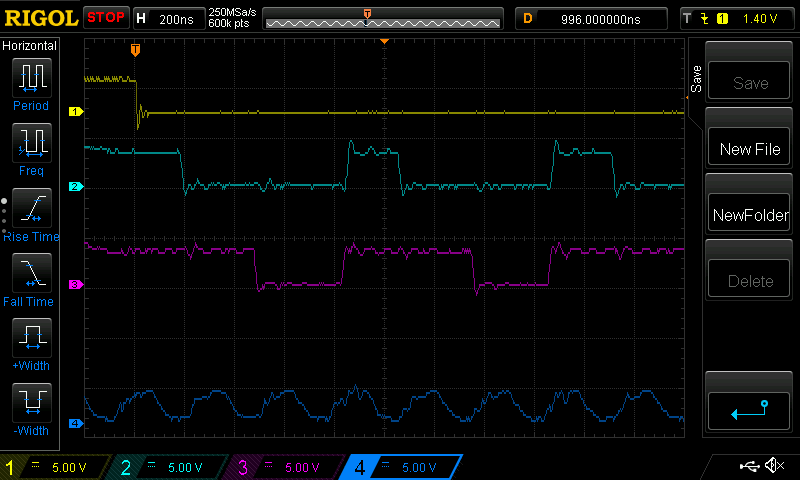 RIGOL STOP H 200ns 250MSa/s 600k pts T D 996.000000ns T 1 1.40 V
Horizontal
T
Period
Freq
Rise Time
Fall Time
+Width
-Width
1
2
3
4
Save
Save
New File
NewFolder
Delete
1 5.00 V 2 5.00 V 3 5.00 V 4 5.00 V